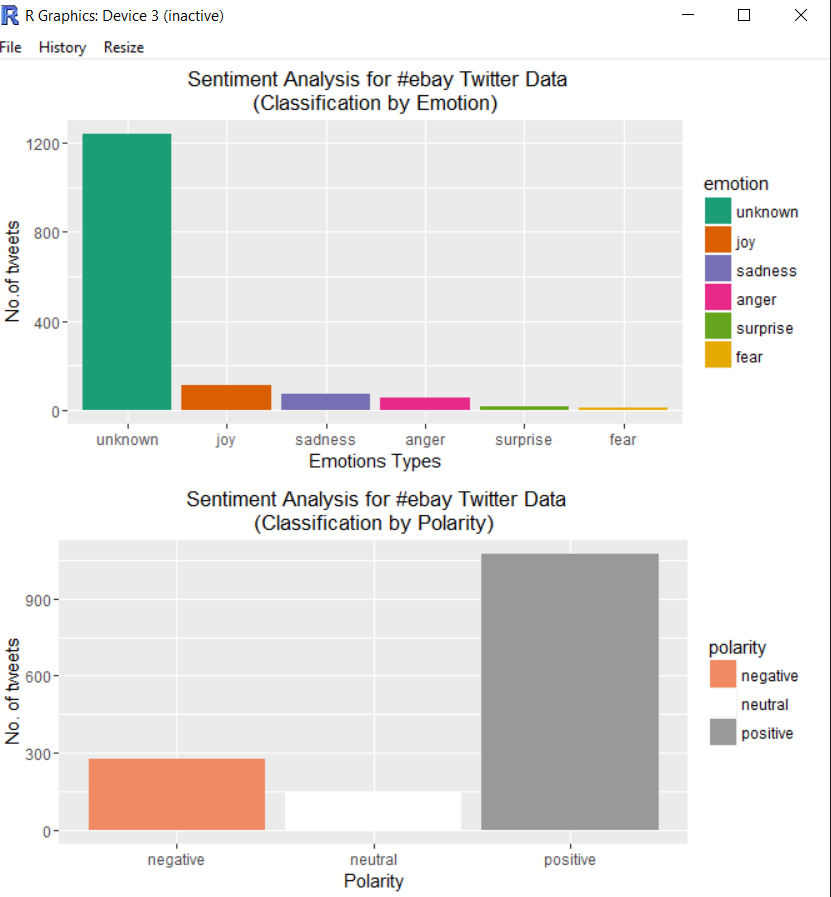 R Graphics: Device 3 (inactive)
File History Resize
Sentiment Analysis for #ebay Twitter Data
(Classification by Emotion)
No.of tweets
1200
800
400
0
unknown joy sadness anger surprise fear
Emotions Types
emotion
unknown
joy
sadness
anger
surprise
fear
Sentiment Analysis for #ebay Twitter Data
(Classification by Polarity)
No. of tweets
900
600
300
0
negative neutral positive
Polarity
polarity
negative
neutral
positive